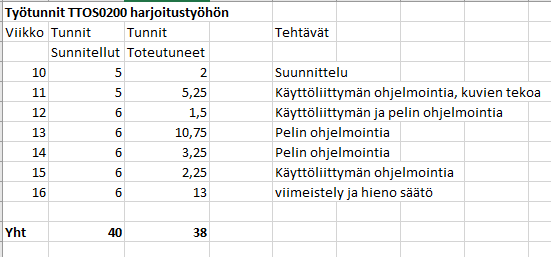 Työtunnit TTOS0200 harjoitustyöhön
Viikko Tunnit Tunnit Tehtävät
Sunnitellut Toteutuneet
10 5 2 Suunnittelu
11 5 5,25 Käyttöliittymän ohjelmointia, kuvien tekoa
12 6 1,5 Käyttöliittymän ja pelin ohjelmointia
13 6 10,75 Pelin ohjelmointia
14 6 3,25 Pelin ohjelmointia
15 6 2,25 Käyttöliittymän ohjelmointia
16 6 13 viimeistely ja hieno säätö
Yht 40 38